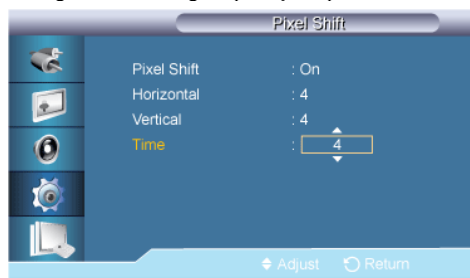 Pixel Shift
Pixel Shift : On
Horizontal : 4
Vertical : 4
Time : 4
Adjust Return